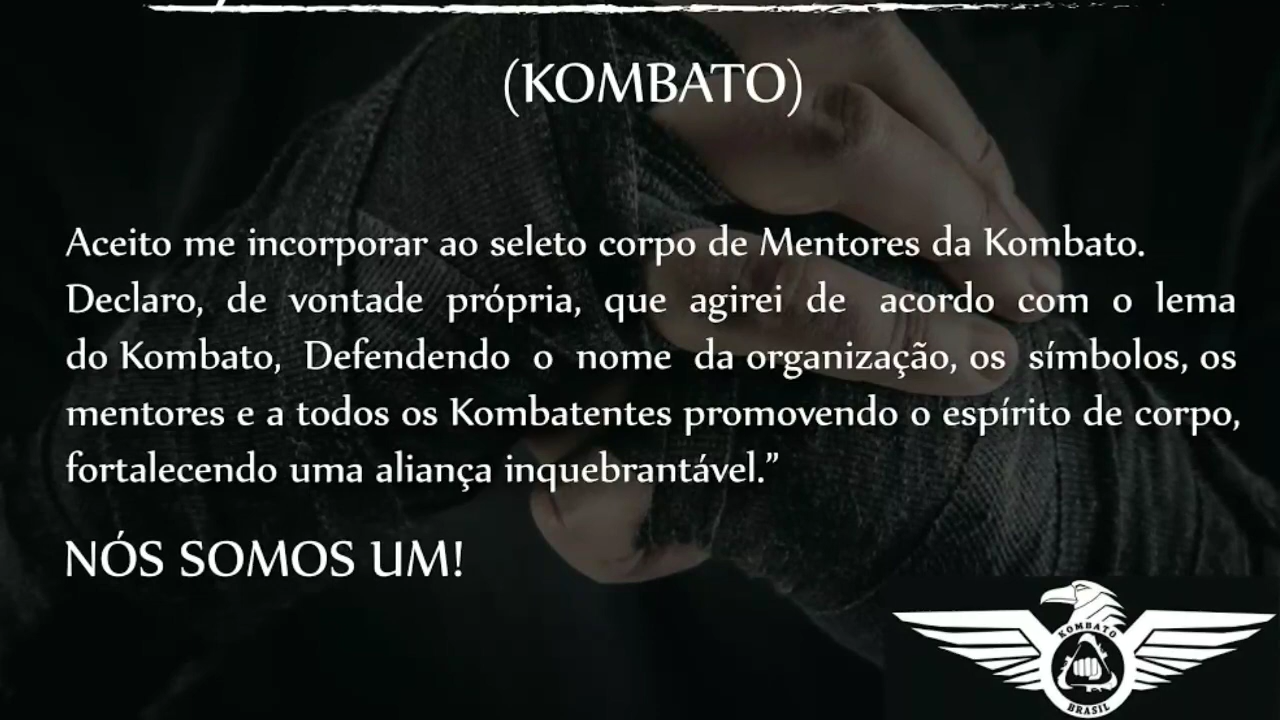 (KOMBATO)
Aceito me incorporar ao seleto corpo de Mentores da Kombato.
Declaro, de vontade própria, que agirei de acordo com o lema
do Kombato, Defendendo o nome da organização, os símbolos, os
mentores e a todos os Kombatentes promovendo o espírito de corpo,
fortalecendo uma aliança inquebrantável.”
NÓS SOMOS UM!
KOMBATO
BRASIL